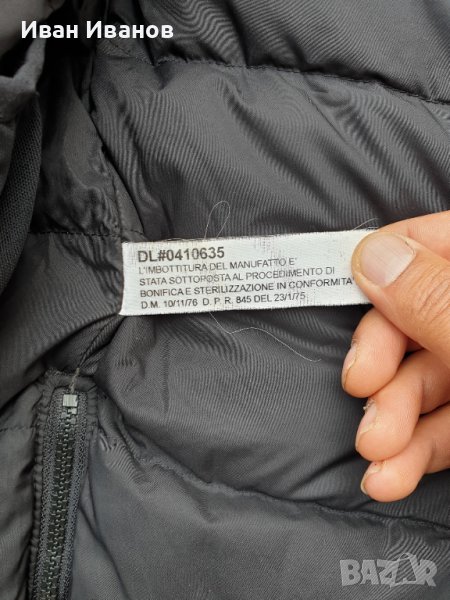 Иван Иванов
DL#0410635
L'IMBOTTITURA DEL MANUFATTO E'
STATA SOTTOPOSTA AL PROCEDIMENTO DI
BONIFICA E STERILIZZAZIONE IN CONFORMITA'
D.M. 10/11/76 D.P.R. 845 DEL 23/1/75
BAZAR